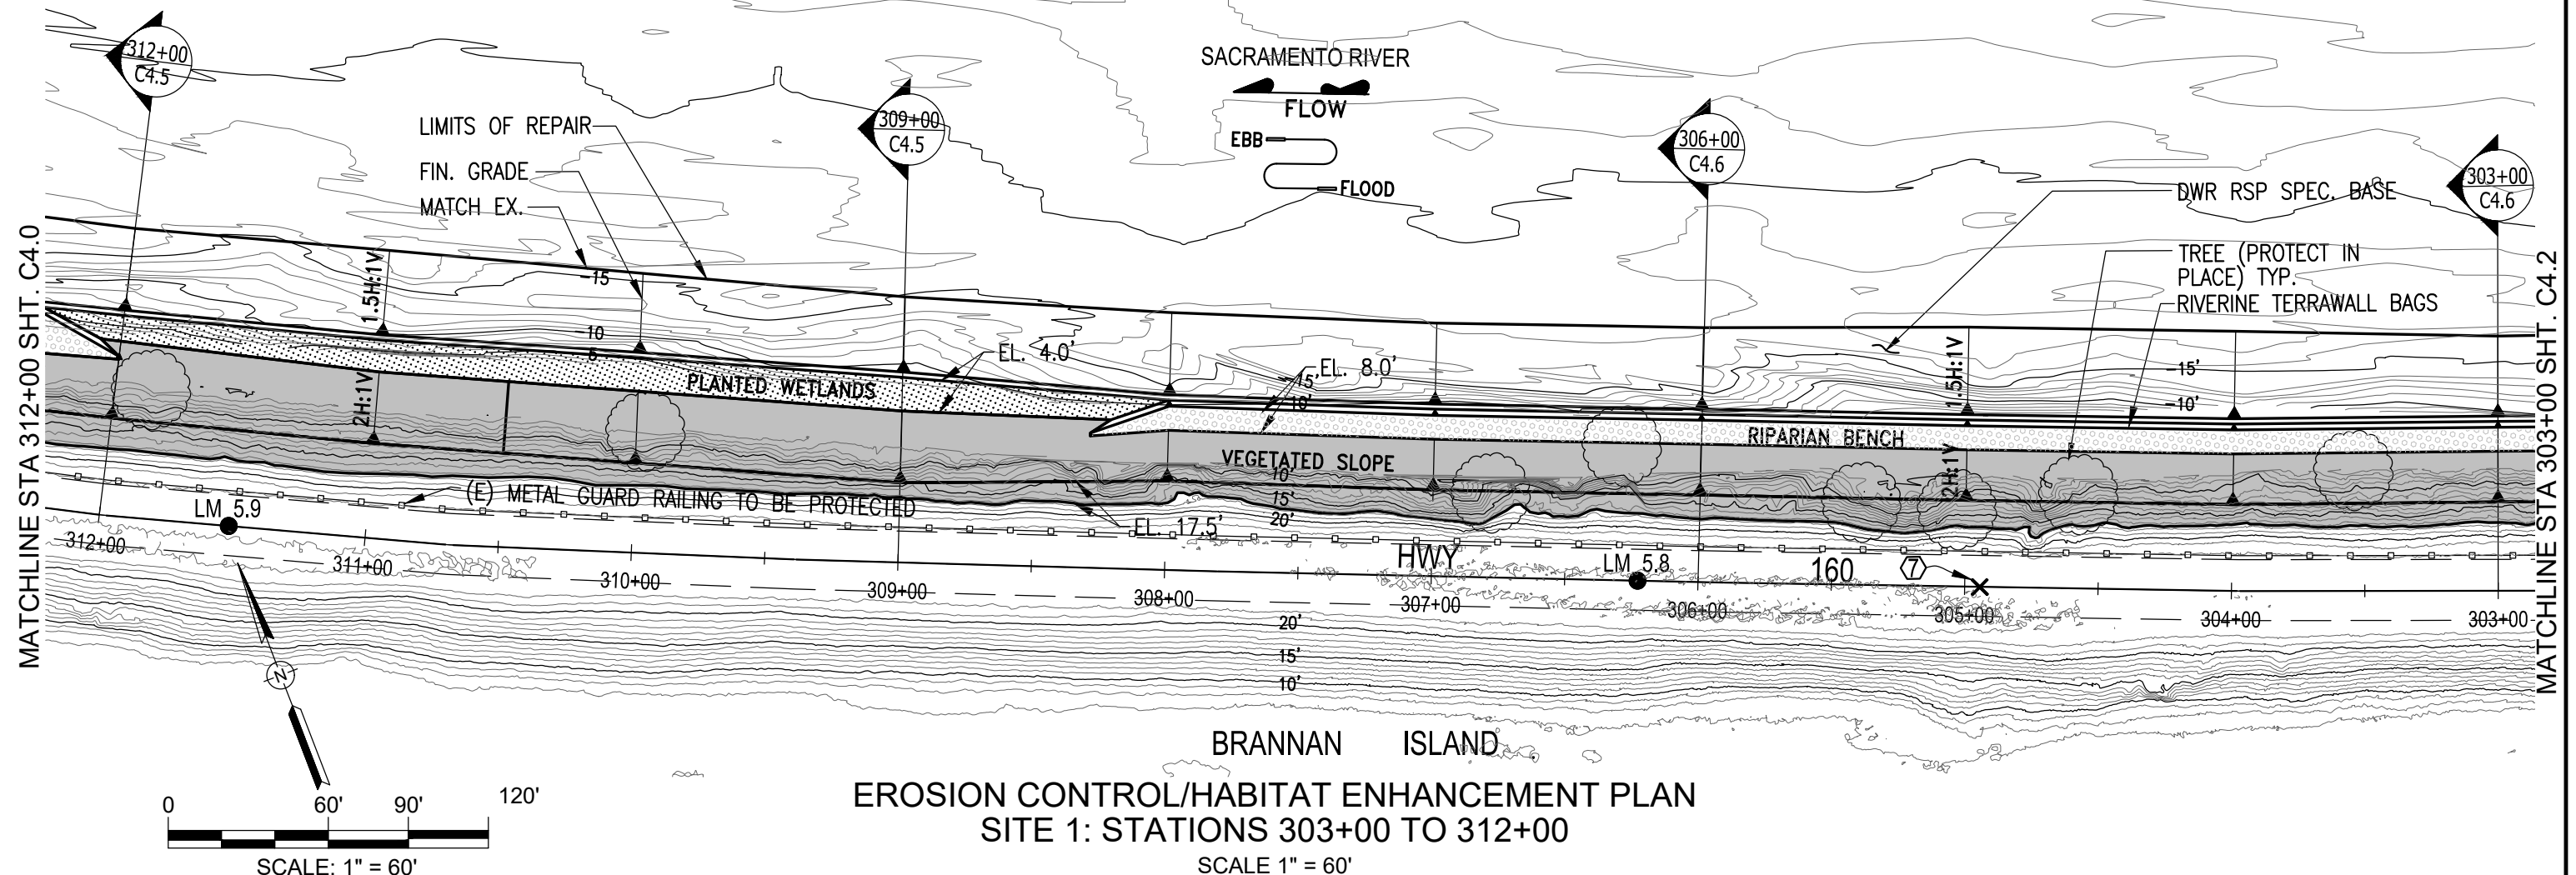 312+00
C4.5
SACRAMENTO RIVER
FLOW
EBB
FLOOD
309+00
C4.5
306+00
C4.6
303+00
C4.6
LIMITS OF REPAIR
FIN. GRADE
MATCH EX.
DWR RSP SPEC. BASE
TREE (PROTECT IN
PLACE) TYP.
RIVERINE TERRAWALL BAGS
MATCHLINE STA 312+00 SHT. C4.0
MATCHLINE STA 303+00 SHT. C4.2
1.5H:1V
-15
-10
-5
EL. 4.0'
PLANTED WETLANDS
2H:1V
-15'
-10'
EL. 8.0'
1.5H:1V
-15'
-10'
RIPARIAN BENCH
VEGETATED SLOPE
2H:1V
10'
15'
20'
(E) METAL GUARD RAILING TO BE PROTECTED
EL. 17.5'
LM 5.9
HWY
LM 5.8
160
7
312+00
311+00
310+00
309+00
308+00
307+00
306+00
305+00
304+00
303+00
20'
15'
10'
N
BRANNAN ISLAND
EROSION CONTROL/HABITAT ENHANCEMENT PLAN
SITE 1: STATIONS 303+00 TO 312+00
SCALE 1" = 60'
0 60' 90' 120'
SCALE: 1" = 60'